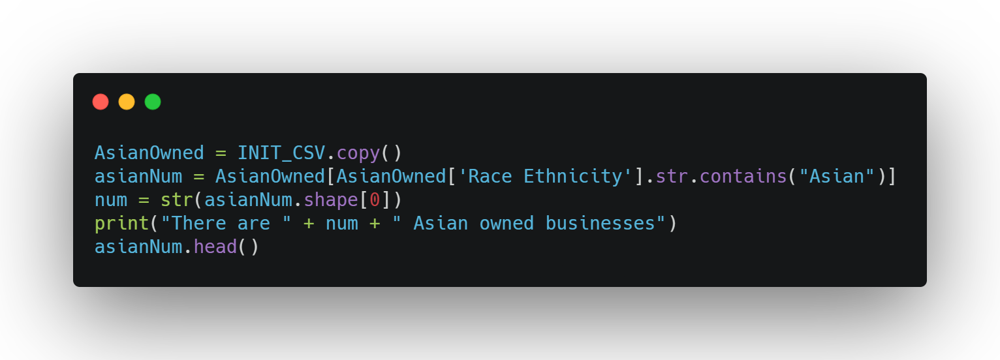 AsianOwned = INIT_CSV.copy()
asianNum = AsianOwned[AsianOwned['Race Ethnicity'].str.contains("Asian")]
num = str(asianNum.shape[0])
print("There are " + num + " Asian owned businesses")
asianNum.head()